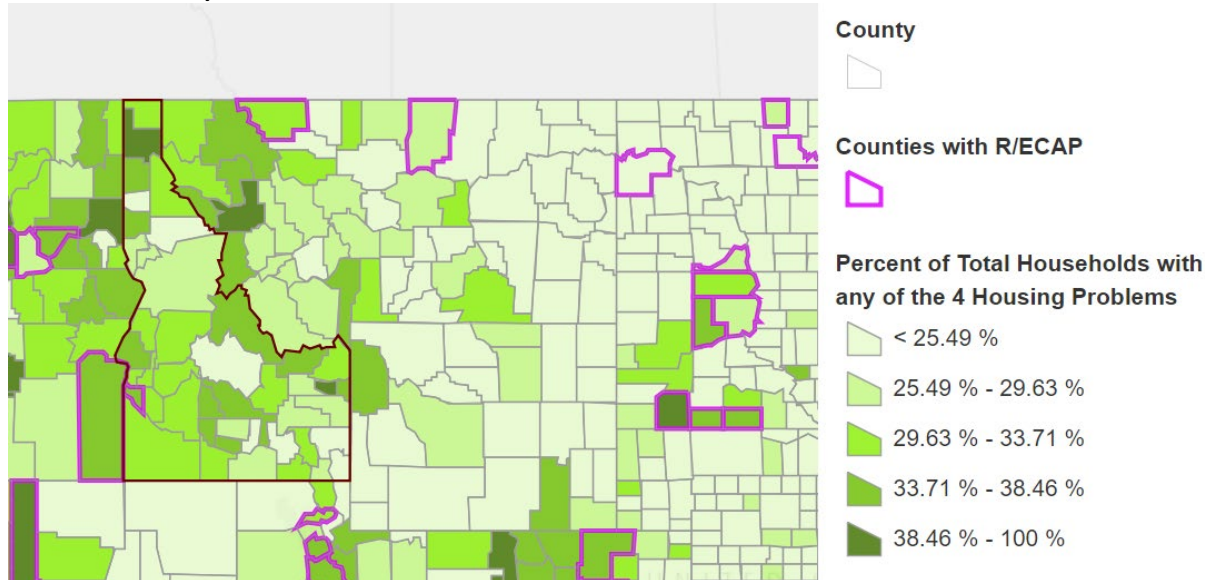 County
Counties with R/ECAP
Percent of Total Households with
any of the 4 Housing Problems
< 25.49 %
25.49 % - 29.63 %
29.63 % - 33.71 %
33.71 % - 38.46 %
38.46 % - 100 %